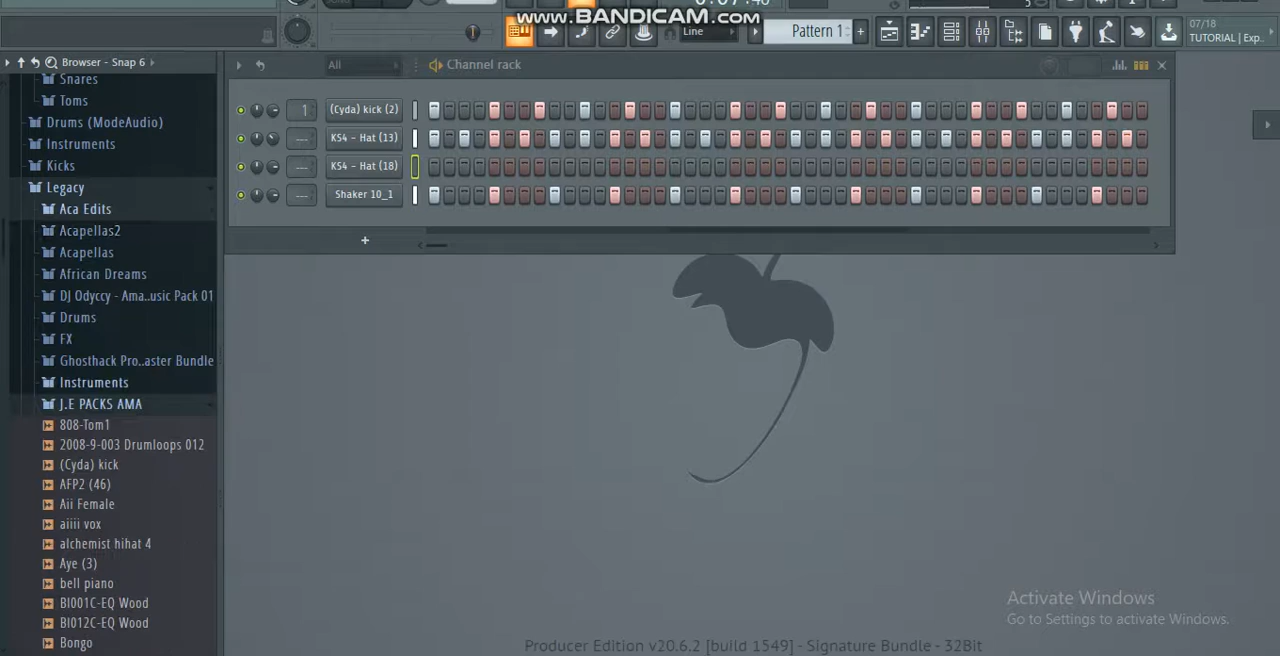 www.BANDICAM.com
Line
Pattern 1
+
07/18
TUTORIAL | Exp..
Browser - Snap 6
All
Channel rack
Snares
Toms
Drums (ModeAudio)
Instruments
Kicks
Legacy
Aca Edits
Acapellas2
Acapellas
African Dreams
DJ Odyccy - Ama..usic Pack 01
Drums
FX
Ghosthack Pro..aster Bundle
Instruments
J.E PACKS AMA
808-Tom1
2008-9-003 Drumloops 012
(Cyda) kick
AFP2 (46)
Aii Female
aiiii vox
alchemist hihat 4
Aye (3)
bell piano
BI001C-EQ Wood
BI012C-EQ Wood
Bongo
1 (Cyda) kick (2)
--- KS4 - Hat (13)
--- KS4 - Hat (18)
--- Shaker 10_1
+
Activate Windows
Go to Settings to activate Windows.
Producer Edition v20.6.2 [build 1549] - Signature Bundle - 32Bit